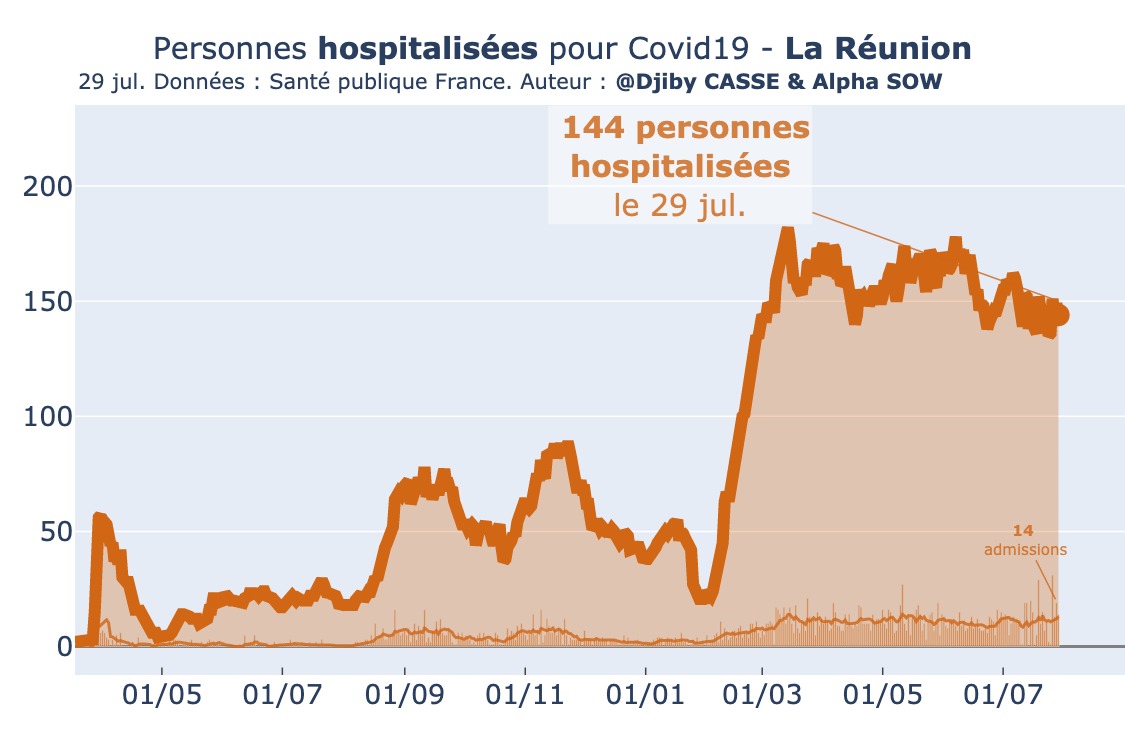 Personnes hospitalisées pour Covid19 - La Réunion
29 jul. Données : Santé publique France. Auteur : @Djiby CASSE & Alpha SOW
144 personnes
hospitalisées
le 29 jul.
200
150
100
50
0
14
admissions
01/05
01/07
01/09
01/11
01/01
01/03
01/05
01/07